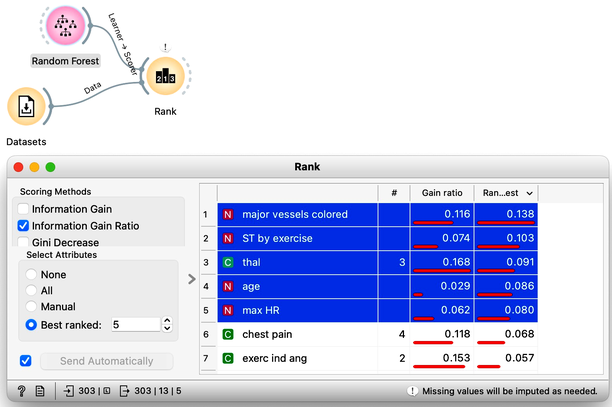 Learner → Scorer
!
Random Forest
Data
2 1 3
Rank
Datasets
Rank
Scoring Methods
Information Gain
Information Gain Ratio
Gini Decrease
Select Attributes
None
All
Manual
Best ranked: 5
Send Automatically
# Gain ratio Ran...est
1 N major vessels colored 0.116 0.138
2 N ST by exercise 0.074 0.103
3 C thal 3 0.168 0.091
4 N age 0.029 0.086
5 N max HR 0.062 0.080
6 C chest pain 4 0.118 0.068
7 C exerc ind ang 2 0.153 0.057
? 303 | 303 | 13 | 5 ! Missing values will be imputed as needed.